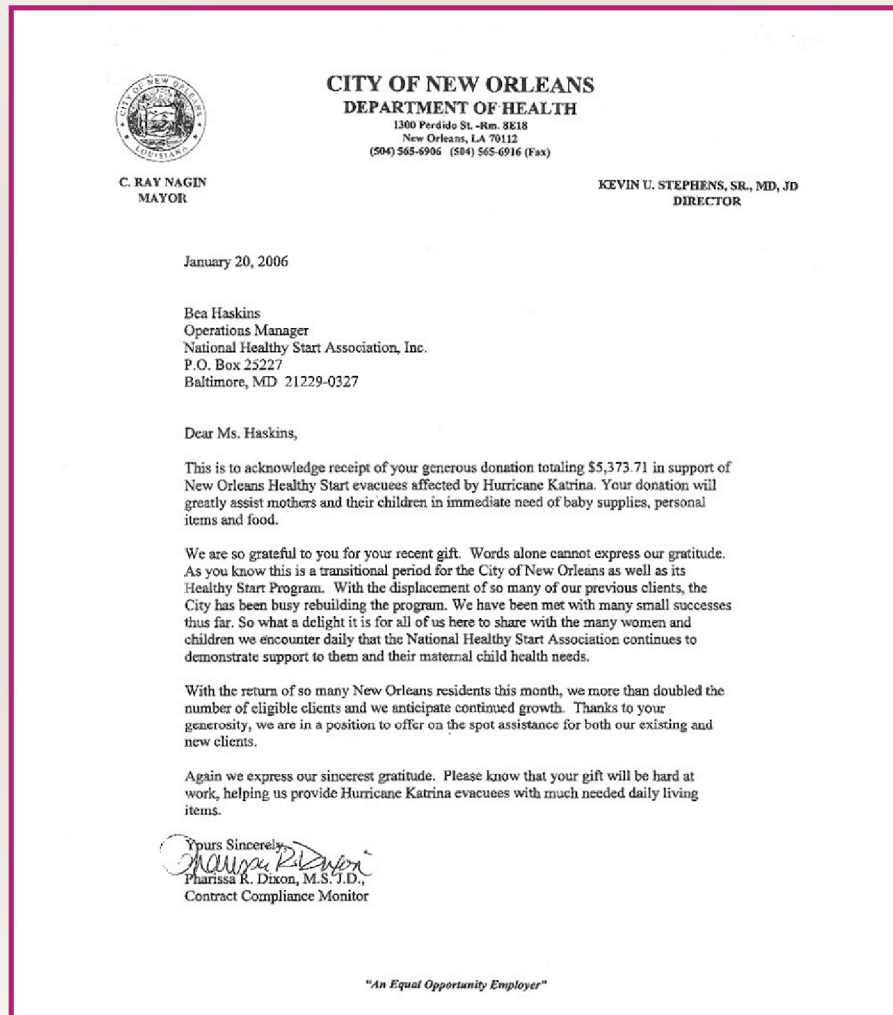 CITY OF NEW ORLEANS
LOUISIANA
CITY OF NEW ORLEANS
DEPARTMENT OF HEALTH
1300 Perdido St. -Rm. 8E18
New Orleans, LA 70112
(504) 565-6906 (504) 565-6916 (Fax)
C. RAY NAGIN
MAYOR
KEVIN U. STEPHENS, SR., MD, JD
DIRECTOR
January 20, 2006
Bea Haskins
Operations Manager
National Healthy Start Association, Inc.
P.O. Box 25227
Baltimore, MD 21229-0327
Dear Ms. Haskins,
This is to acknowledge receipt of your generous donation totaling $5,373.71 in support of
New Orleans Healthy Start evacuees affected by Hurricane Katrina. Your donation will
greatly assist mothers and their children in immediate need of baby supplies, personal
items and food.
We are so grateful to you for your recent gift. Words alone cannot express our gratitude.
As you know this is a transitional period for the City of New Orleans as well as its
Healthy Start Program. With the displacement of so many of our previous clients, the
City has been busy rebuilding the program. We have been met with many small successes
thus far. So what a delight it is for all of us here to share with the many women and
children we encounter daily that the National Healthy Start Association continues to
demonstrate support to them and their maternal child health needs.
With the return of so many New Orleans residents this month, we more than doubled the
number of eligible clients and we anticipate continued growth. Thanks to your
generosity, we are in a position to offer on the spot assistance for both our existing and
new clients.
Again we express our sincerest gratitude. Please know that your gift will be hard at
work, helping us provide Hurricane Katrina evacuees with much needed daily living
items.
Yours Sincerely,
Pharissa R. Dixon
Pharissa R. Dixon, M.S. J.D.,
Contract Compliance Monitor
"An Equal Opportunity Employer"